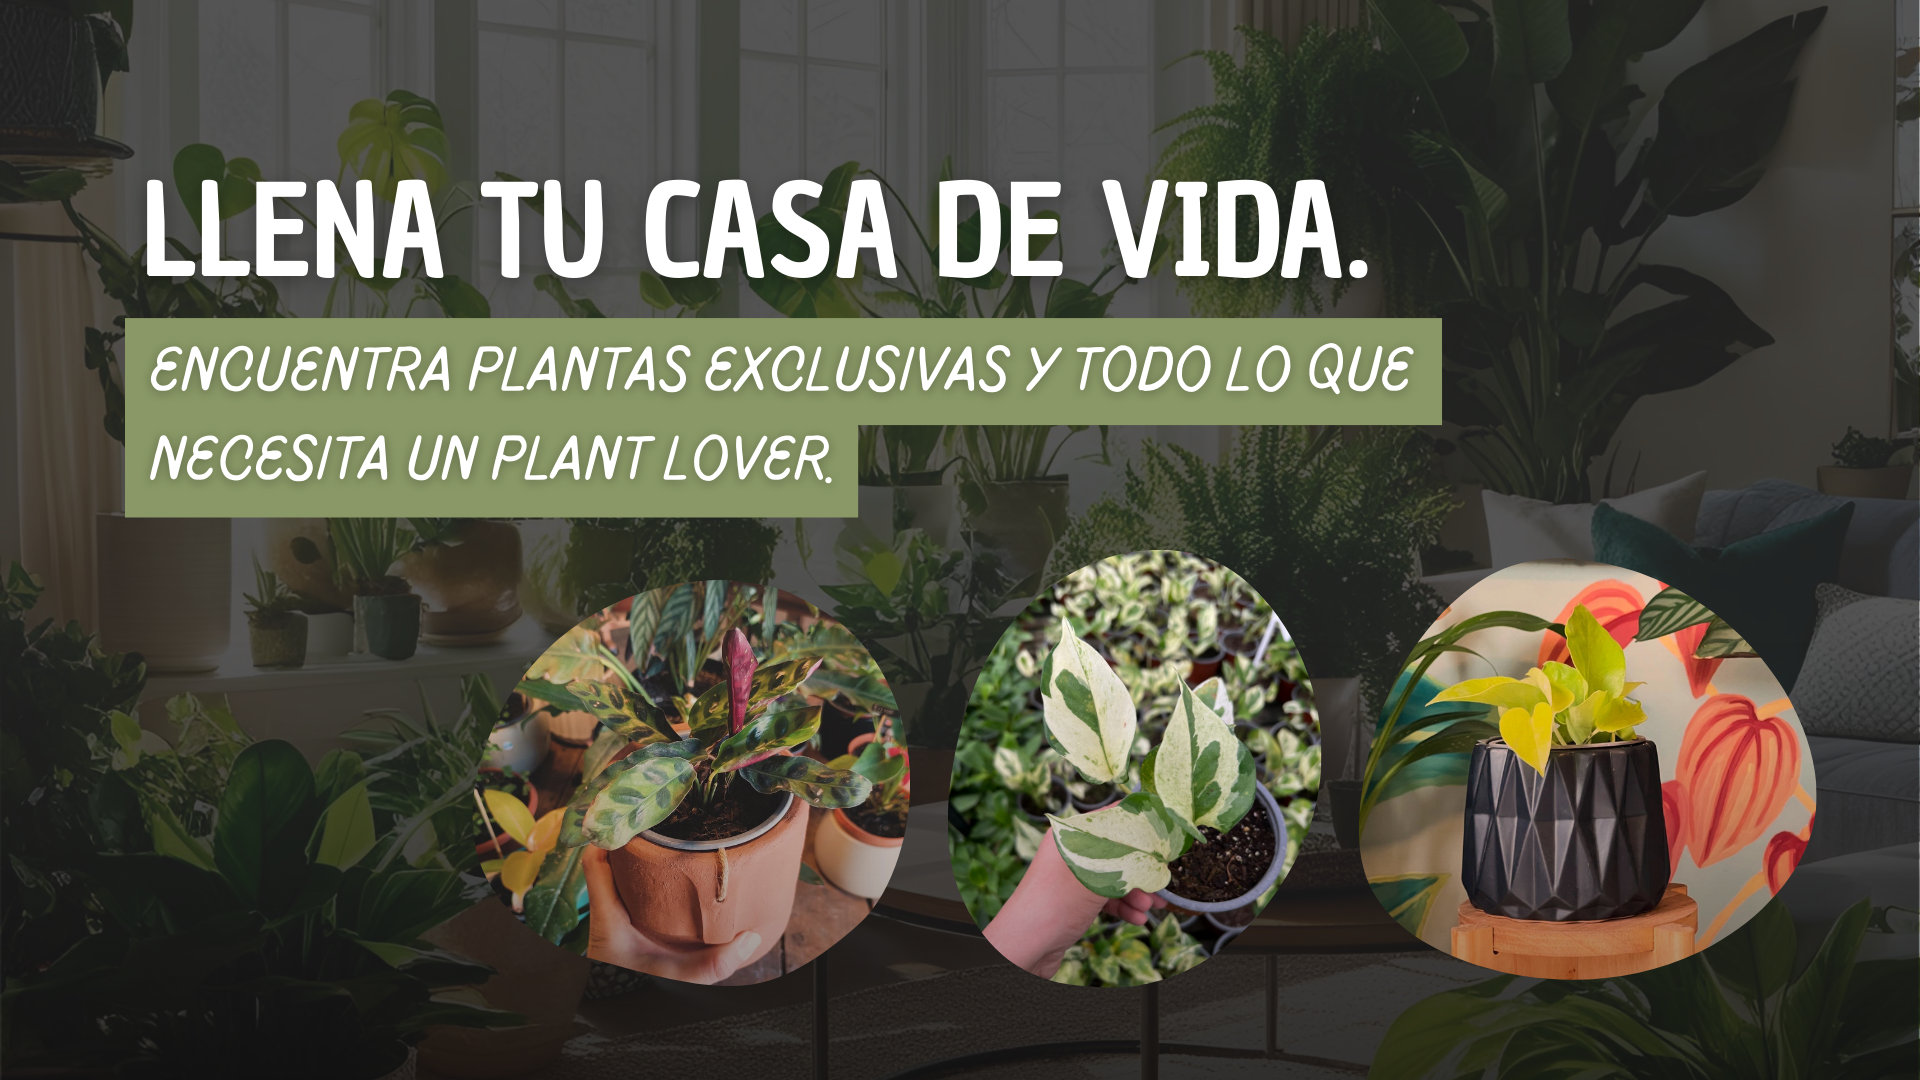 LLENA TU CASA DE VIDA.
ENCUENTRA PLANTAS EXCLUSIVAS Y TODO LO QUE
NECESITA UN PLANT LOVER.